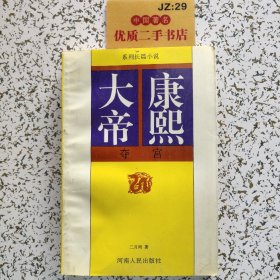 JZ:29
中国著名
优质二手书店
系列长篇小说
康熙
大帝
夺宫
二月河 著
河南人民出版社